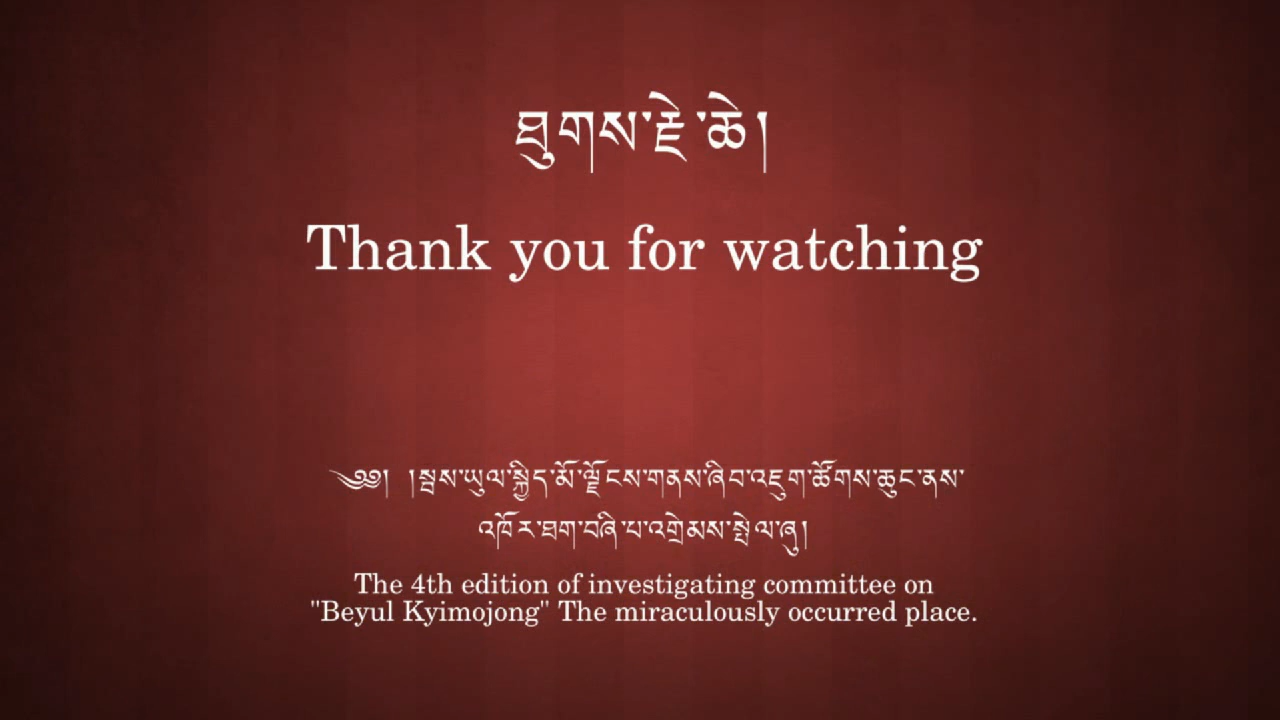 ཐུགས་རྗེ་ཆེ།
Thank you for watching
༄༅། །སྦས་ཡུལ་སྐྱིད་མོ་ལྗོངས་གནས་ཞིབ་འཇུག་ཚོགས་ཆུང་ནས་
འཁོར་ཐག་བཞི་པ་འགྲེམས་སྤེལ་ཞུ།
The 4th edition of investigating committee on
"Beyul Kyimojong" The miraculously occurred place.